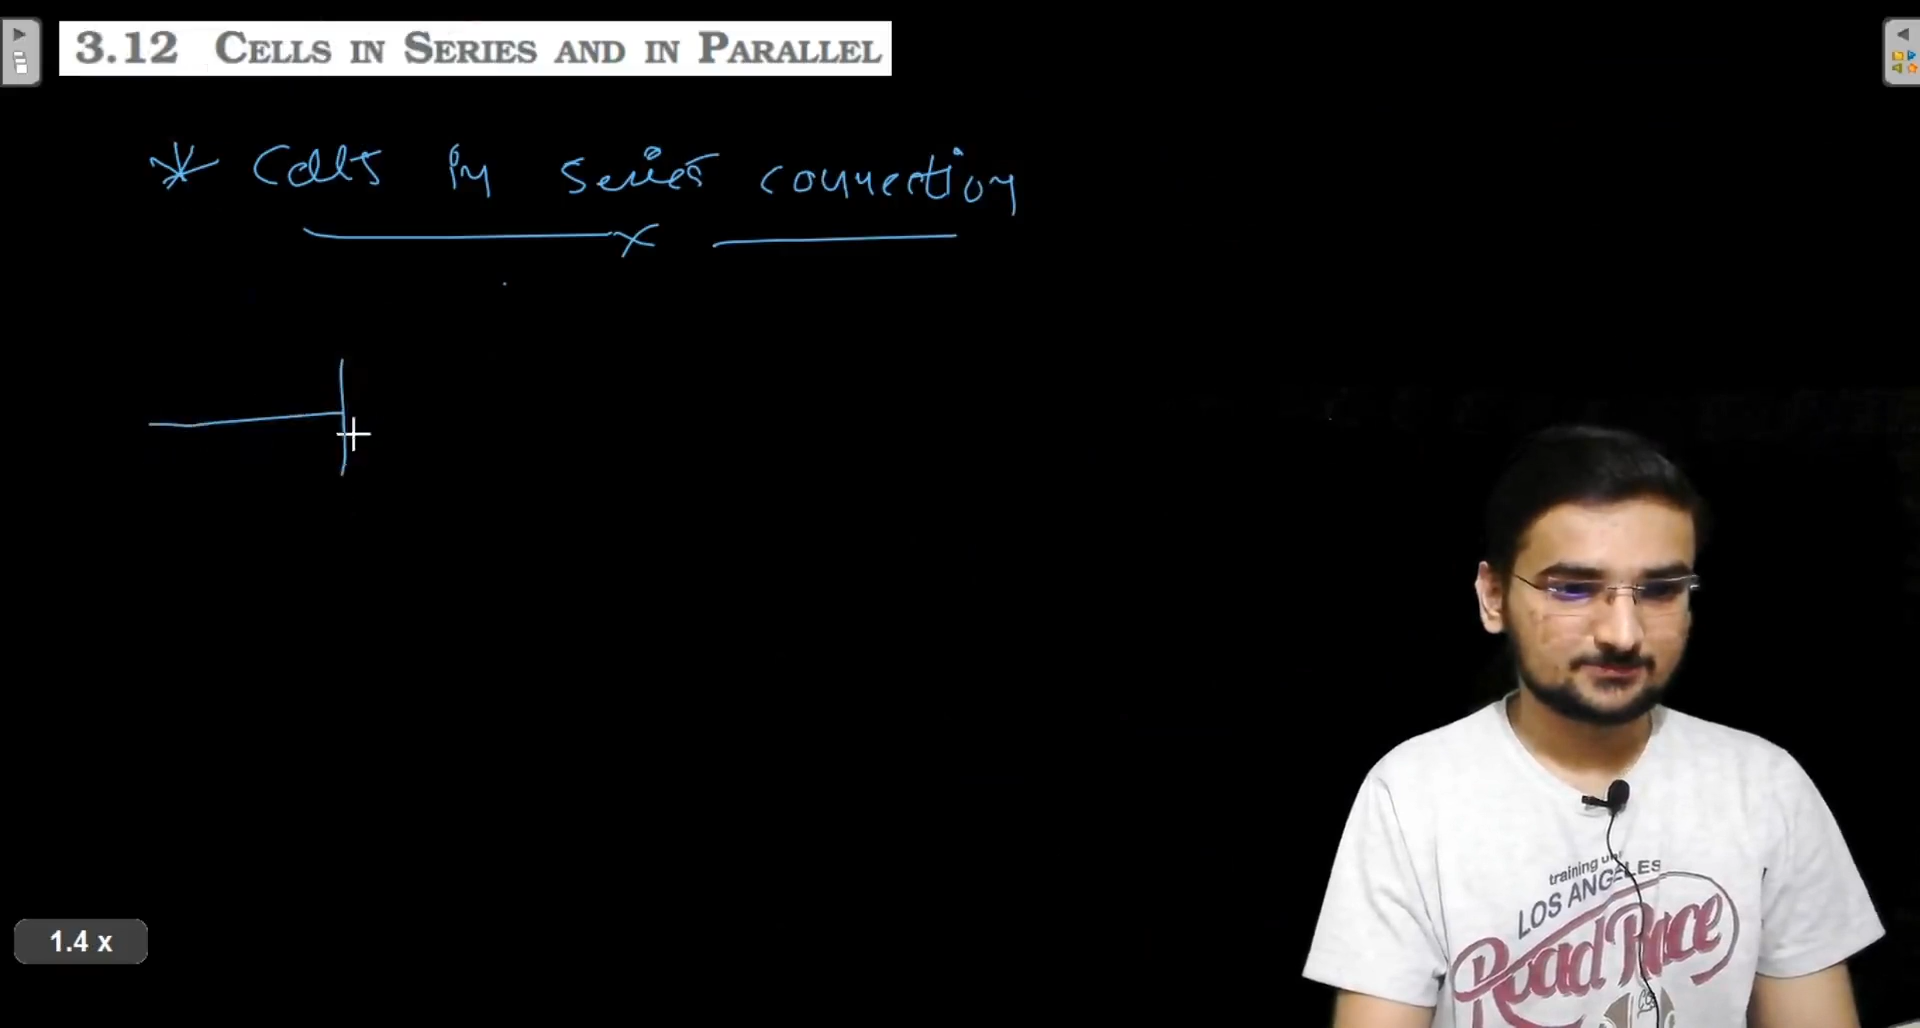 3.12 CELLS IN SERIES AND IN PARALLEL
* Cells in series connection
training
LOS ANGELES
Road Race
1.4 x